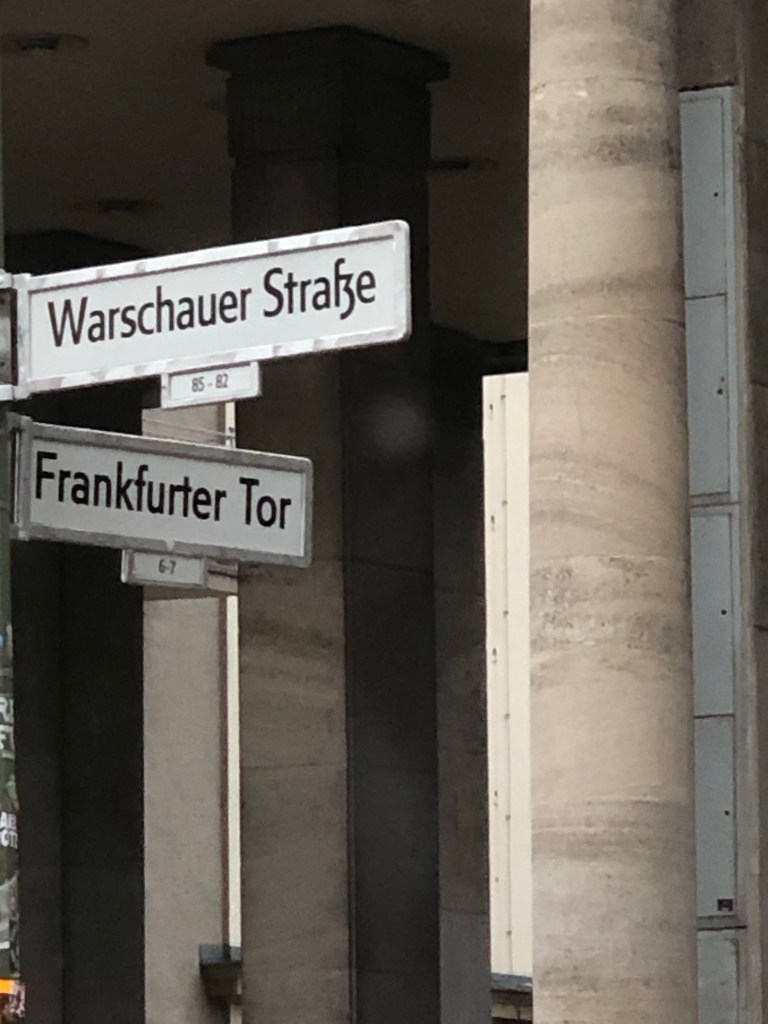 Warschauer Straße
85 - 82
Frankfurter Tor
6-7